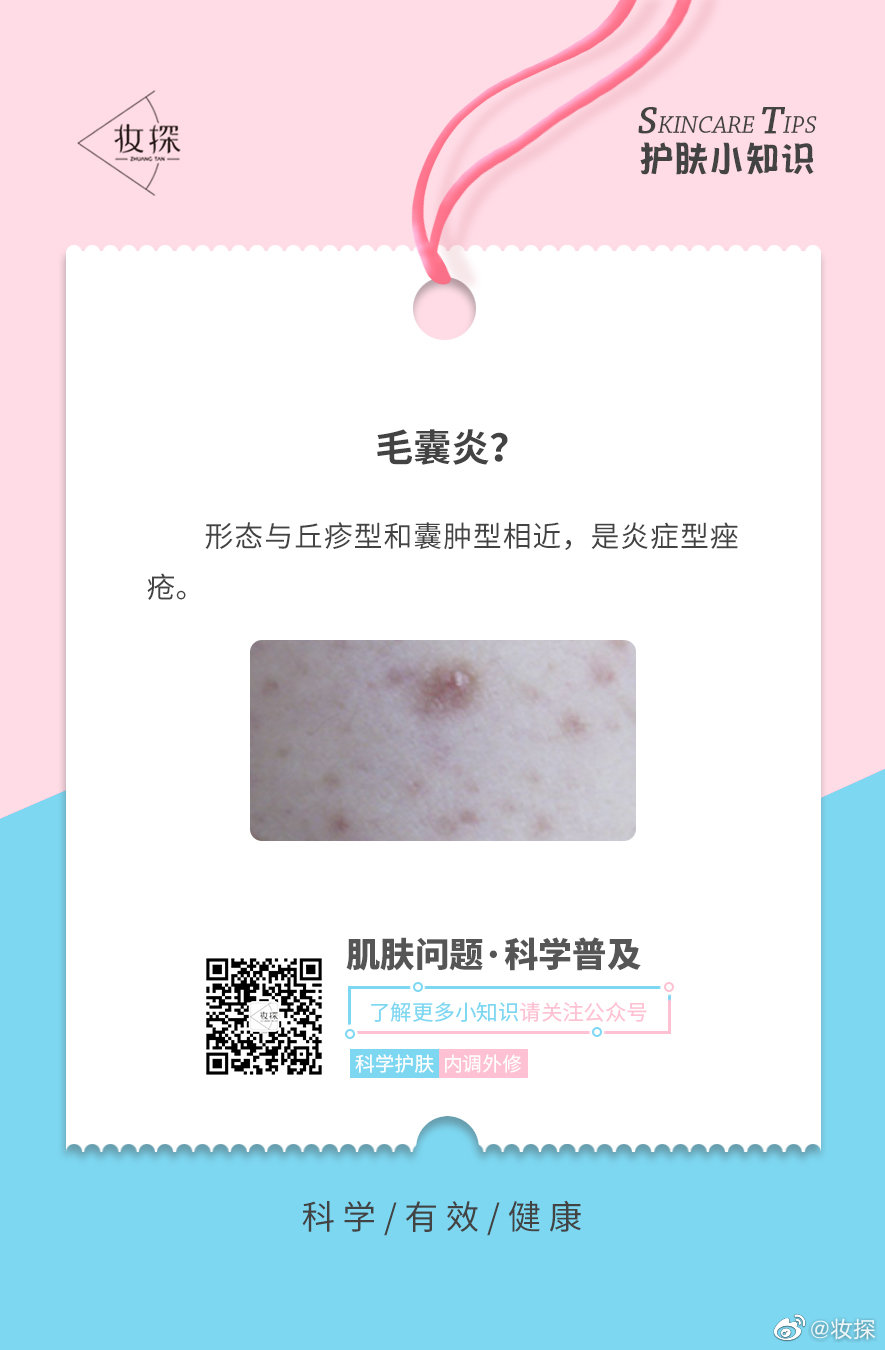 妆探
ZHUANG TAN
SKINCARE TIPS
护肤小知识
毛囊炎？
形态与丘疹型和囊肿型相近，是炎症型痤
疮。
肌肤问题·科学普及
妆探
了解更多小知识请关注公众号
科学护肤 内调外修
科学/有效/健康
@妆探